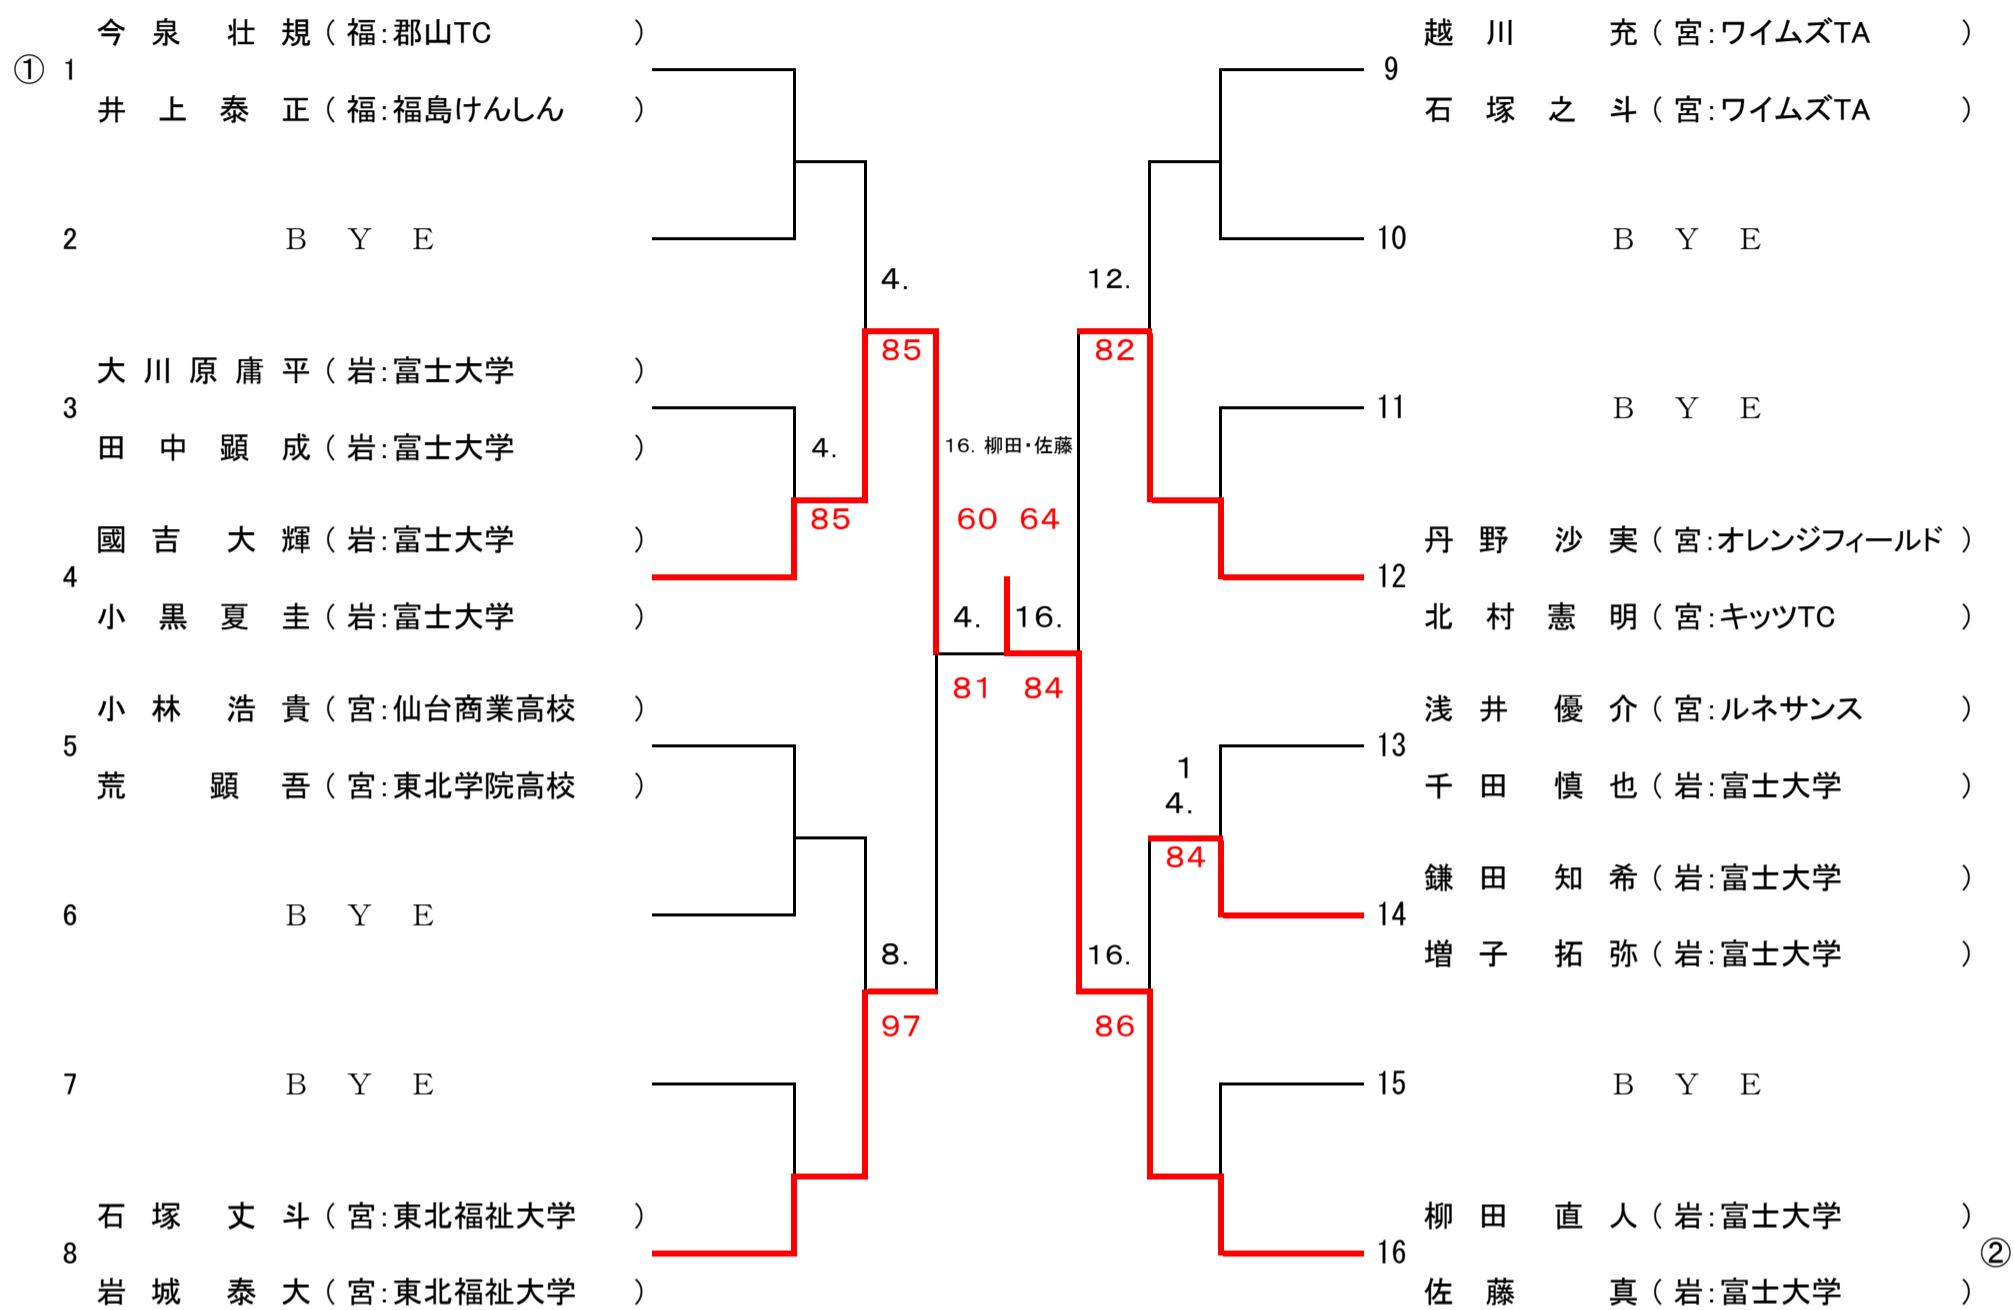 今泉 壮規 ( 福:郡山TC )
① 1
井上泰正 ( 福:福島けんしん )
2 BYE
大川原庸平 ( 岩:富士大学 )
3
田中顕成 ( 岩:富士大学 )
國吉 大輝 ( 岩:富士大学 )
4
小黒夏圭 ( 岩:富士大学 )
小林 浩貴 ( 宮:仙台商業高校 )
5
荒 顕吾 ( 宮:東北学院高校 )
6 BYE
7 BYE
石塚 丈斗 ( 宮:東北福祉大学 )
8
岩城 泰大 ( 宮:東北福祉大学 )
4.
85
4.
85
8.
97
16. 柳田・佐藤
60 64
4. 16.
81 84
12.
82
1
4.
84
16.
86
越川 充 ( 宮:ワイムズTA )
9
石塚之斗 ( 宮:ワイムズTA )
10 BYE
11 BYE
丹野 沙実 ( 宮:オレンジフィールド )
12
北村憲明 ( 宮:キッツTC )
浅井 優介 ( 宮:ルネサンス )
13
千田 慎也 ( 岩:富士大学 )
鎌田 知希 ( 岩:富士大学 )
14
増子 拓弥 ( 岩:富士大学 )
15 BYE
柳田 直人 ( 岩:富士大学 )
16 ②
佐藤 真 ( 岩:富士大学 )